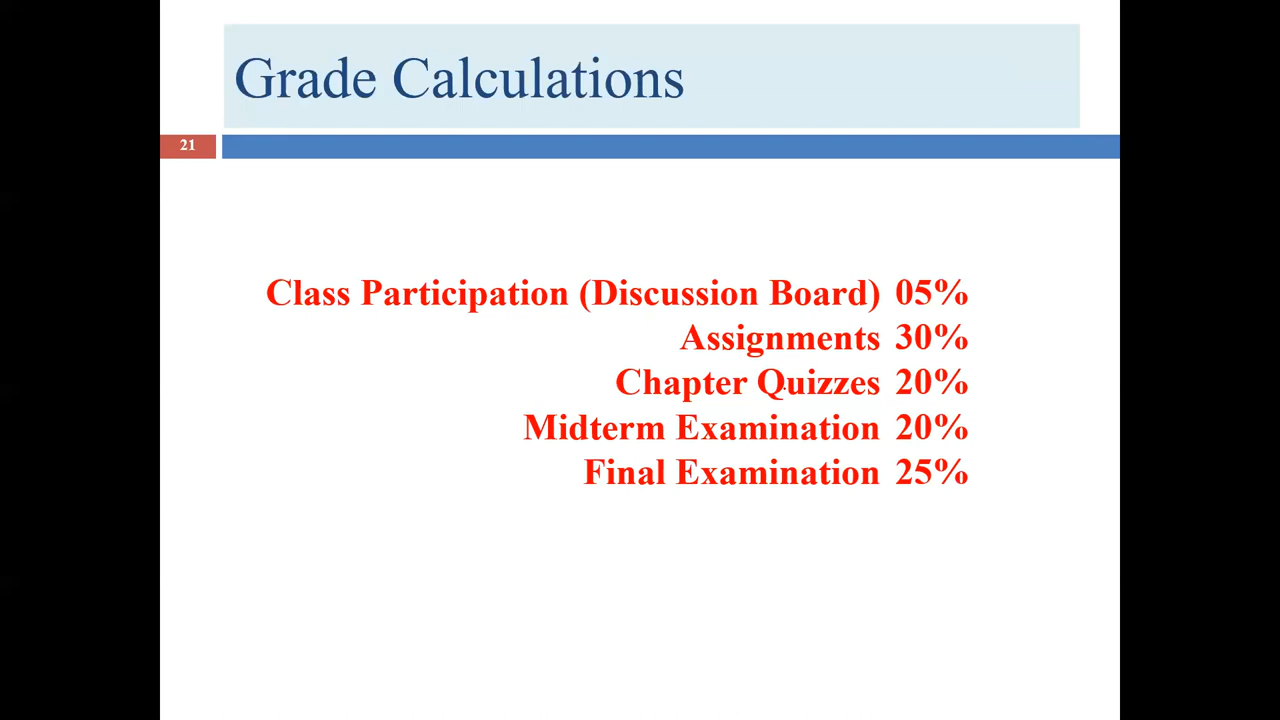 Grade Calculations
21
Class Participation (Discussion Board) 05%
Assignments 30%
Chapter Quizzes 20%
Midterm Examination 20%
Final Examination 25%